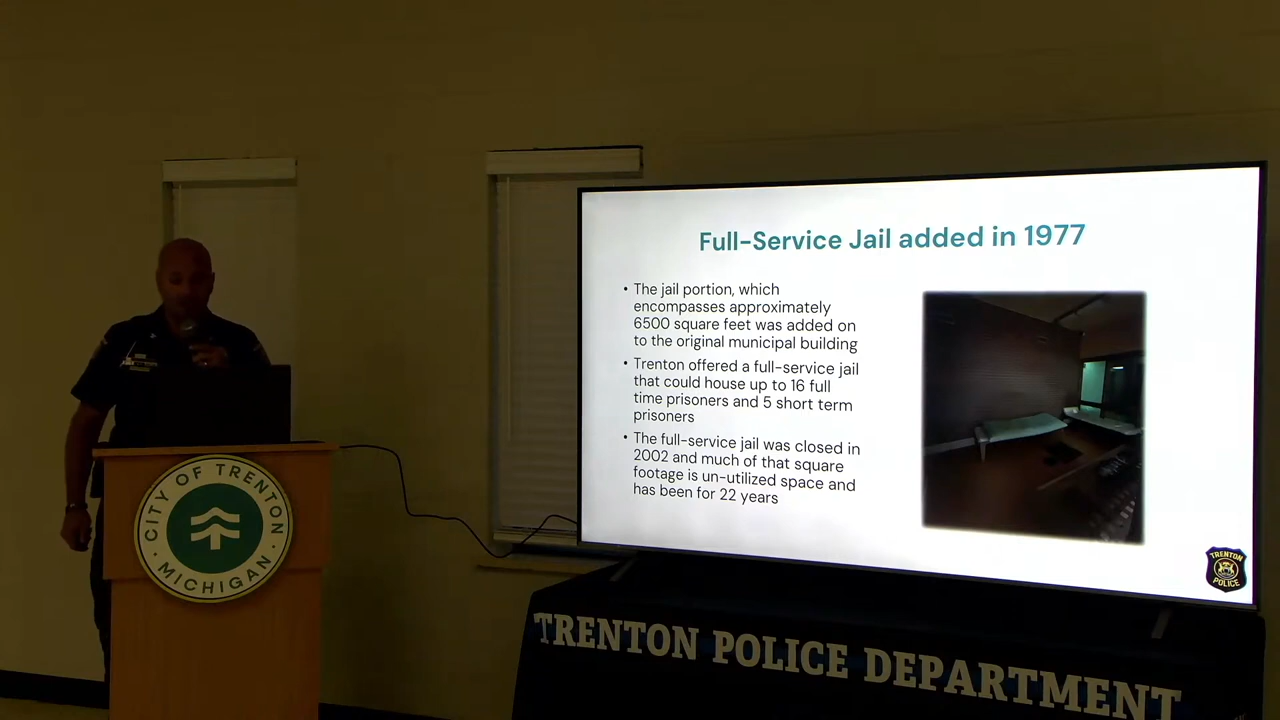 Full-Service Jail added in 1977
• The jail portion, which
encompasses approximately
6500 square feet was added on
to the original municipal building
• Trenton offered a full-service jail
that could house up to 16 full
time prisoners and 5 short term
prisoners
• The full-service jail was closed in
2002 and much of that square
footage is un-utilized space and
has been for 22 years
TRENTON
POLICE
CITY OF TRENTON
MICHIGAN
TRENTON POLICE DEPARTMENT